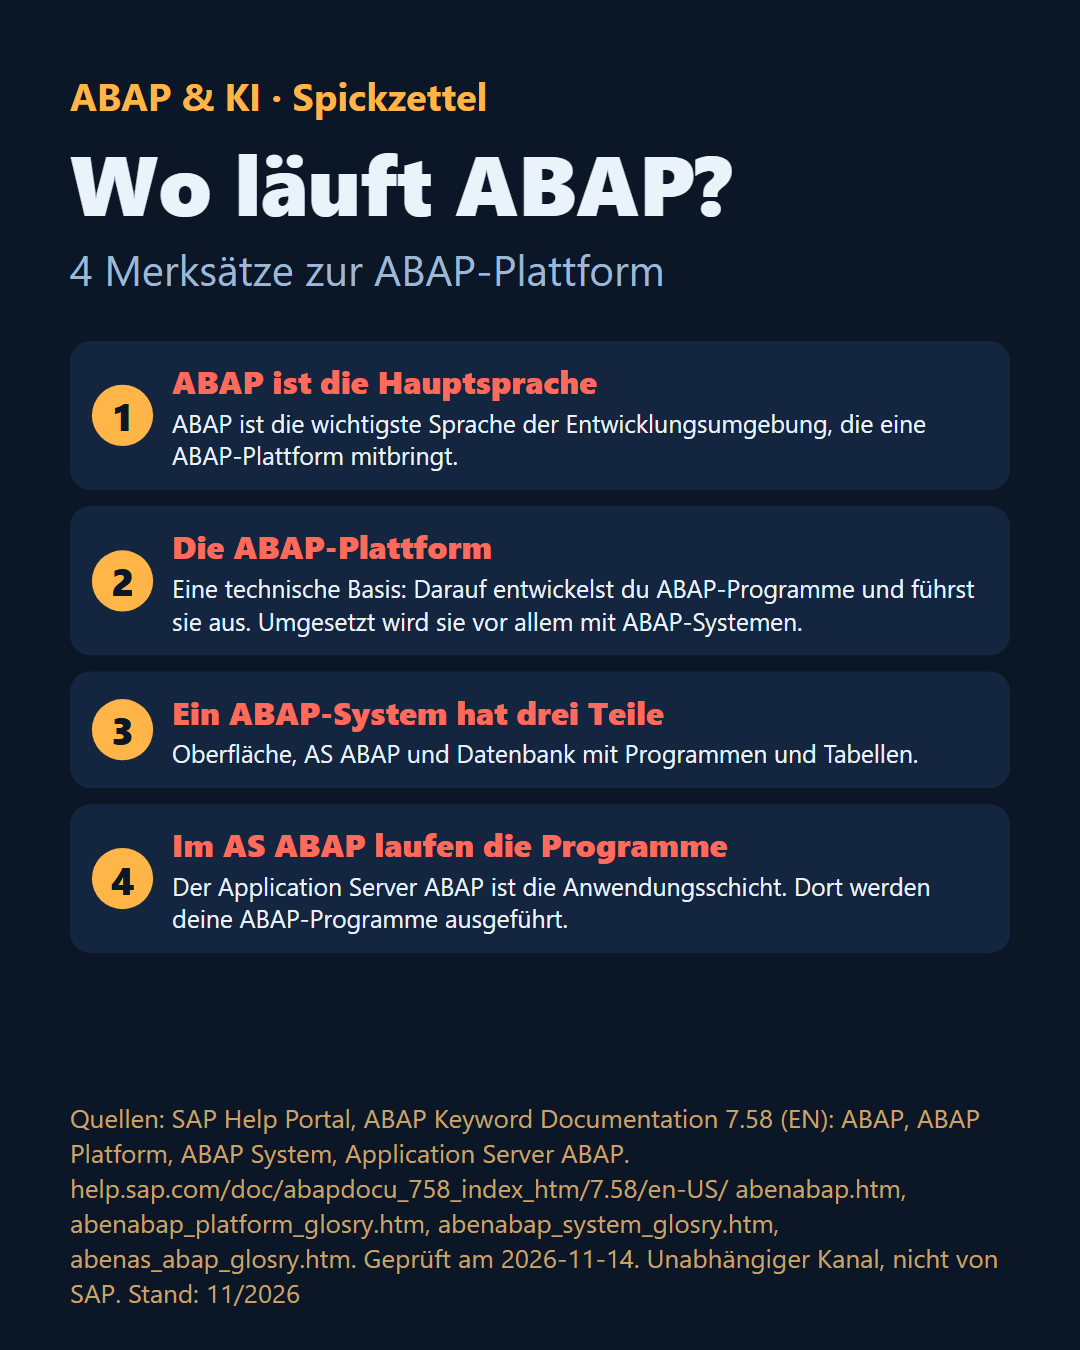 ABAP & KI · Spickzettel
Wo läuft ABAP?
4 Merksätze zur ABAP-Plattform
1
ABAP ist die Hauptsprache
ABAP ist die wichtigste Sprache der Entwicklungsumgebung, die eine
ABAP-Plattform mitbringt.
2
Die ABAP-Plattform
Eine technische Basis: Darauf entwickelst du ABAP-Programme und führst
sie aus. Umgesetzt wird sie vor allem mit ABAP-Systemen.
3
Ein ABAP-System hat drei Teile
Oberfläche, AS ABAP und Datenbank mit Programmen und Tabellen.
4
Im AS ABAP laufen die Programme
Der Application Server ABAP ist die Anwendungsschicht. Dort werden
deine ABAP-Programme ausgeführt.
Quellen: SAP Help Portal, ABAP Keyword Documentation 7.58 (EN): ABAP, ABAP
Platform, ABAP System, Application Server ABAP.
help.sap.com/doc/abapdocu_758_index_htm/7.58/en-US/ abenabap.htm,
abenabap_platform_glosry.htm, abenabap_system_glosry.htm,
abenas_abap_glosry.htm. Geprüft am 2026-11-14. Unabhängiger Kanal, nicht von
SAP. Stand: 11/2026